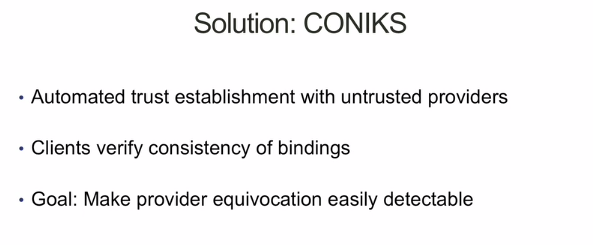 Solution: CONIKS
• Automated trust establishment with untrusted providers
• Clients verify consistency of bindings
• Goal: Make provider equivocation easily detectable